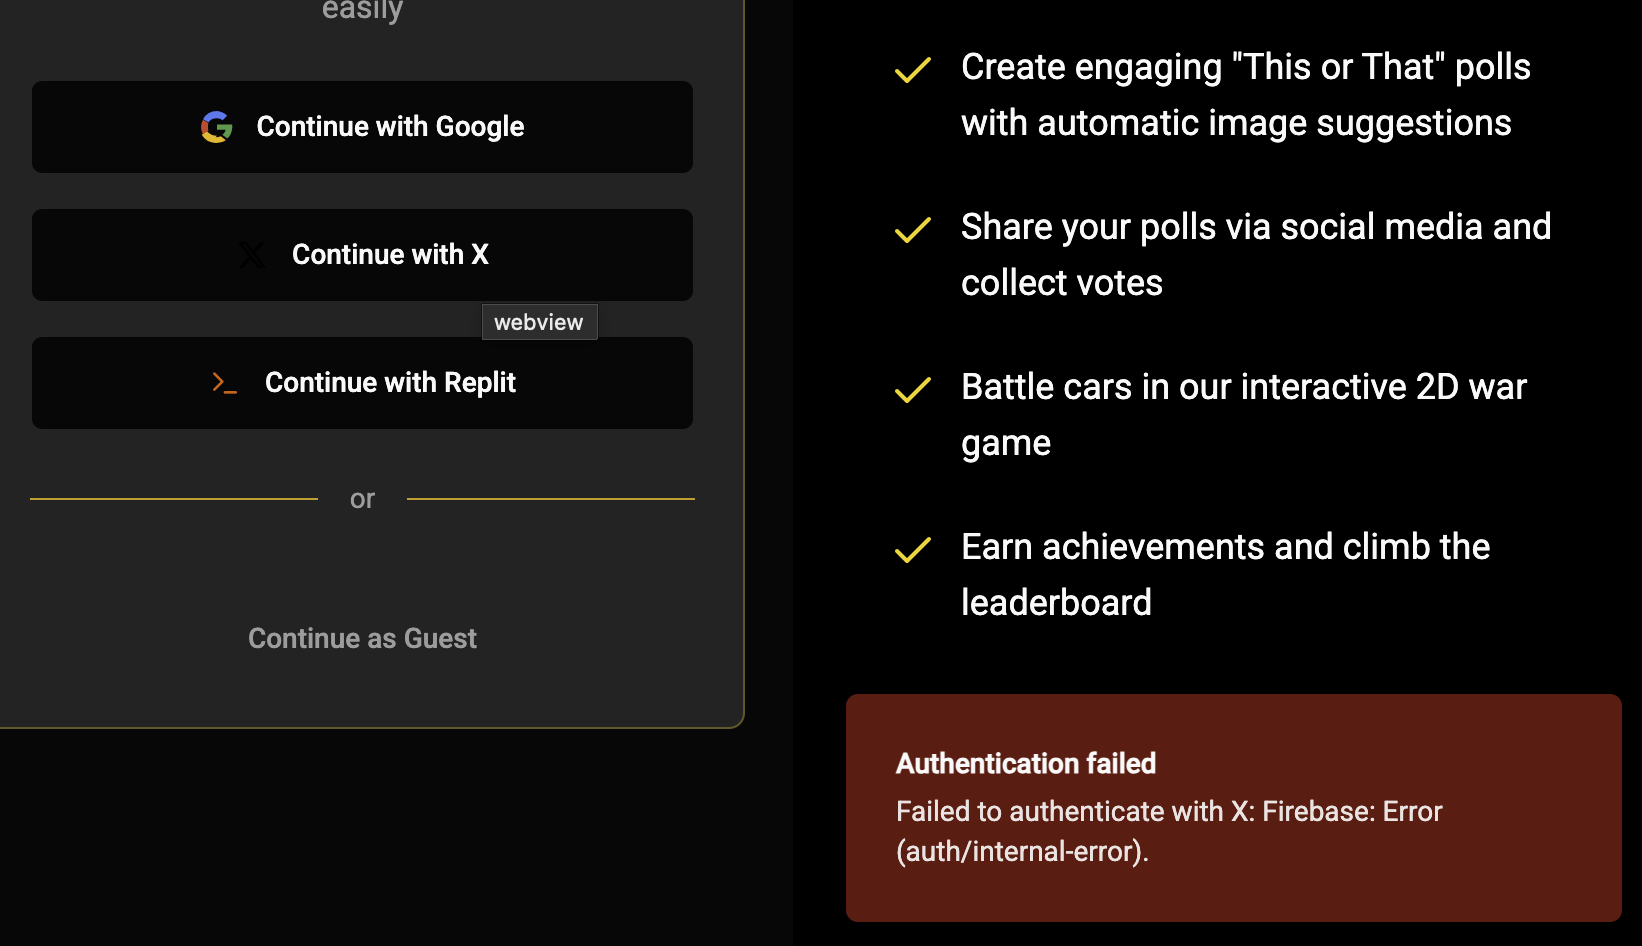 easily
Continue with Google
Continue with X
webview
Continue with Replit
or
Continue as Guest
Create engaging "This or That" polls
with automatic image suggestions
Share your polls via social media and
collect votes
Battle cars in our interactive 2D war
game
Earn achievements and climb the
leaderboard
Authentication failed
Failed to authenticate with X: Firebase: Error
(auth/internal-error).